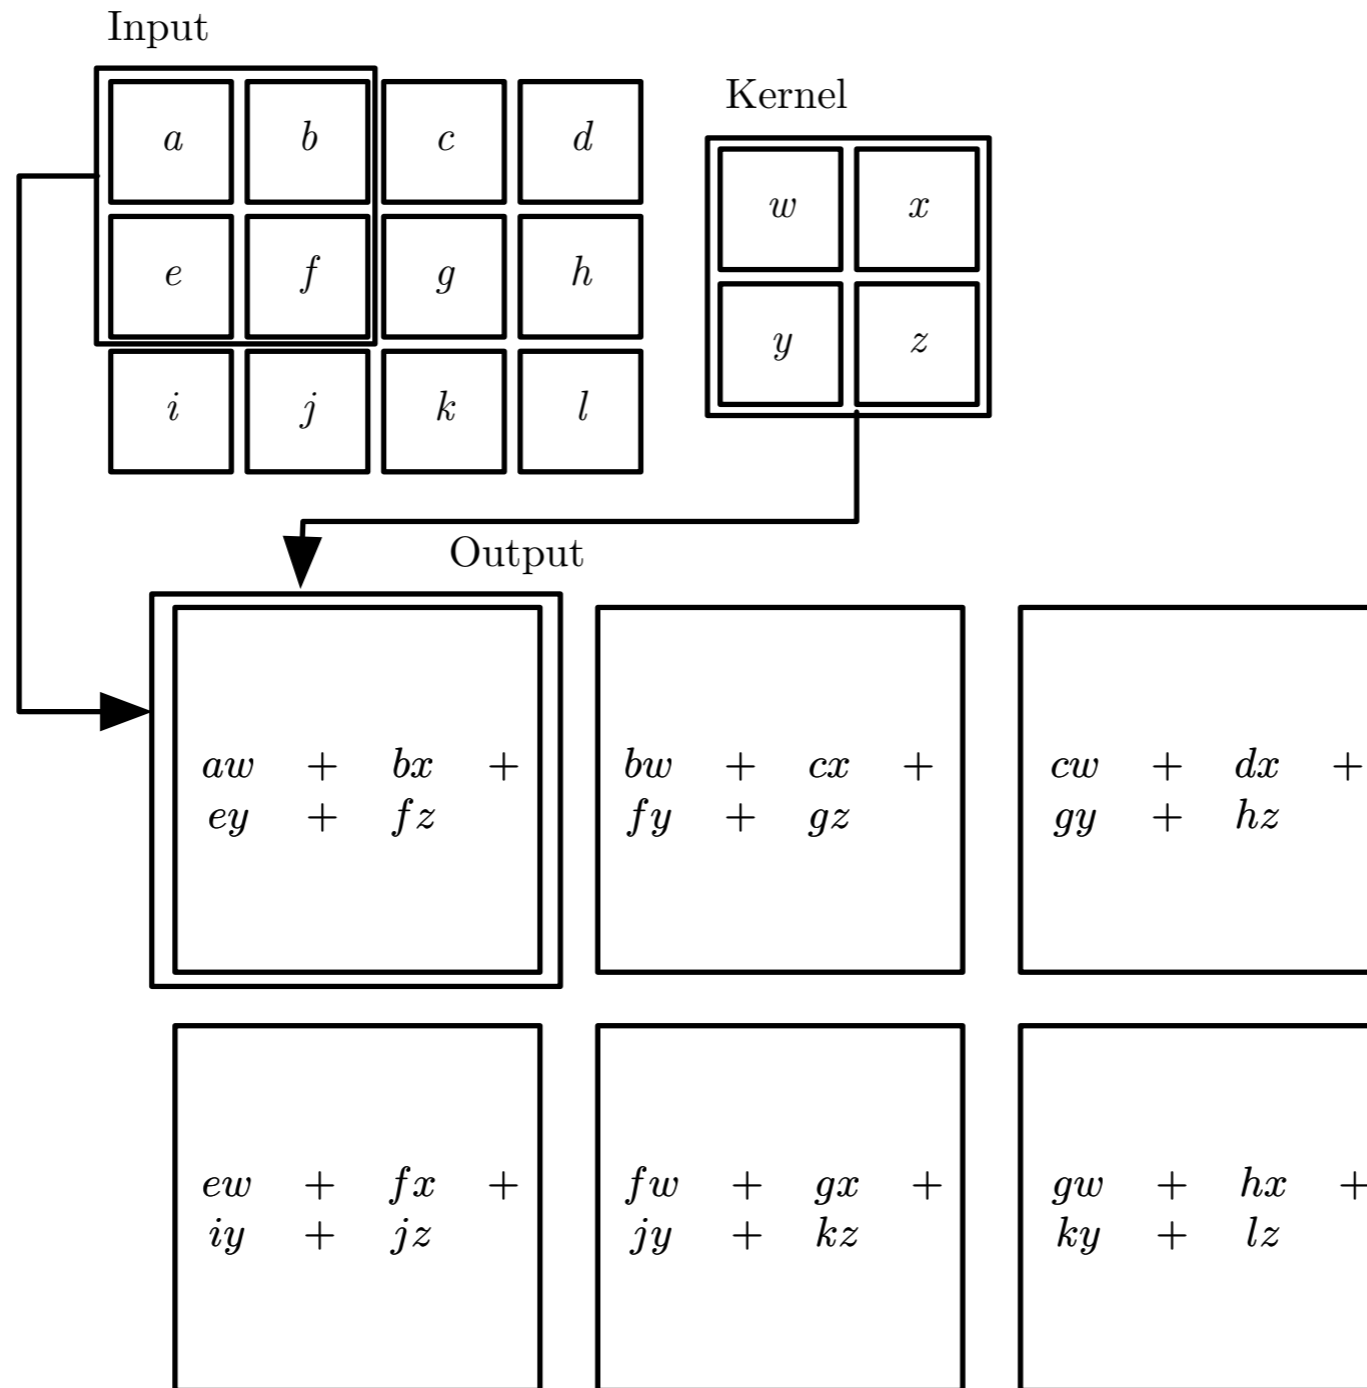 Input
a b c d
e f g h
i j k l
Kernel
w x
y z
Output
aw + bx +
ey + fz
bw + cx +
fy + gz
cw + dx +
gy + hz
ew + fx +
iy + jz
fw + gx +
jy + kz
gw + hx +
ky + lz